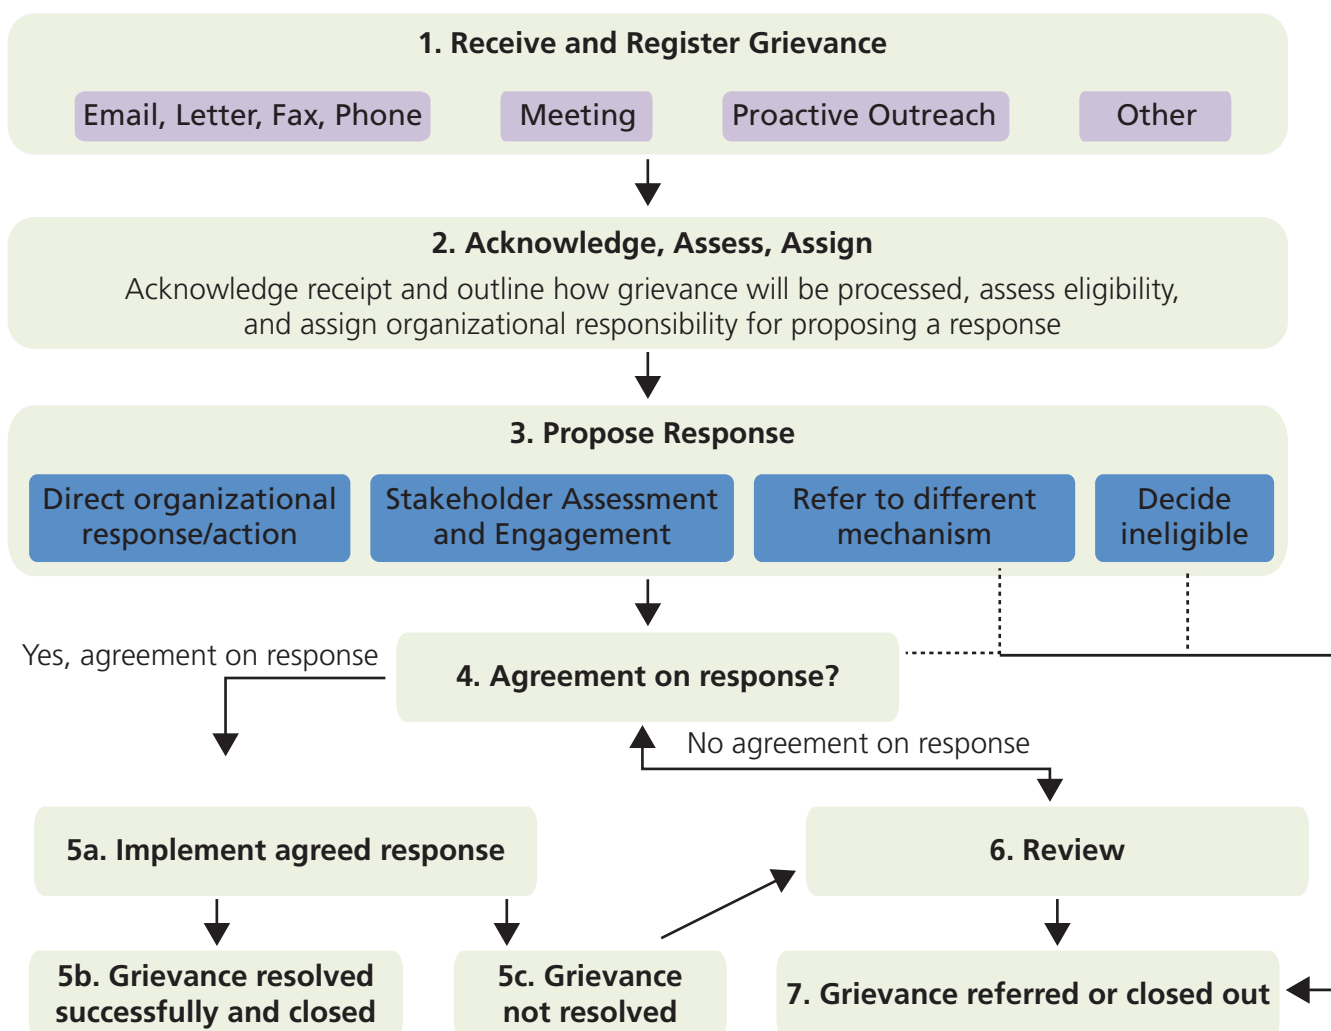 1. Receive and Register Grievance
Email, Letter, Fax, Phone
Meeting
Proactive Outreach
Other
2. Acknowledge, Assess, Assign
Acknowledge receipt and outline how grievance will be processed, assess eligibility,
and assign organizational responsibility for proposing a response
3. Propose Response
Direct organizational
response/action
Stakeholder Assessment
and Engagement
Refer to different
mechanism
Decide
ineligible
Yes, agreement on response
4. Agreement on response?
No agreement on response
5a. Implement agreed response
6. Review
5b. Grievance resolved
successfully and closed
5c. Grievance
not resolved
7. Grievance referred or closed out